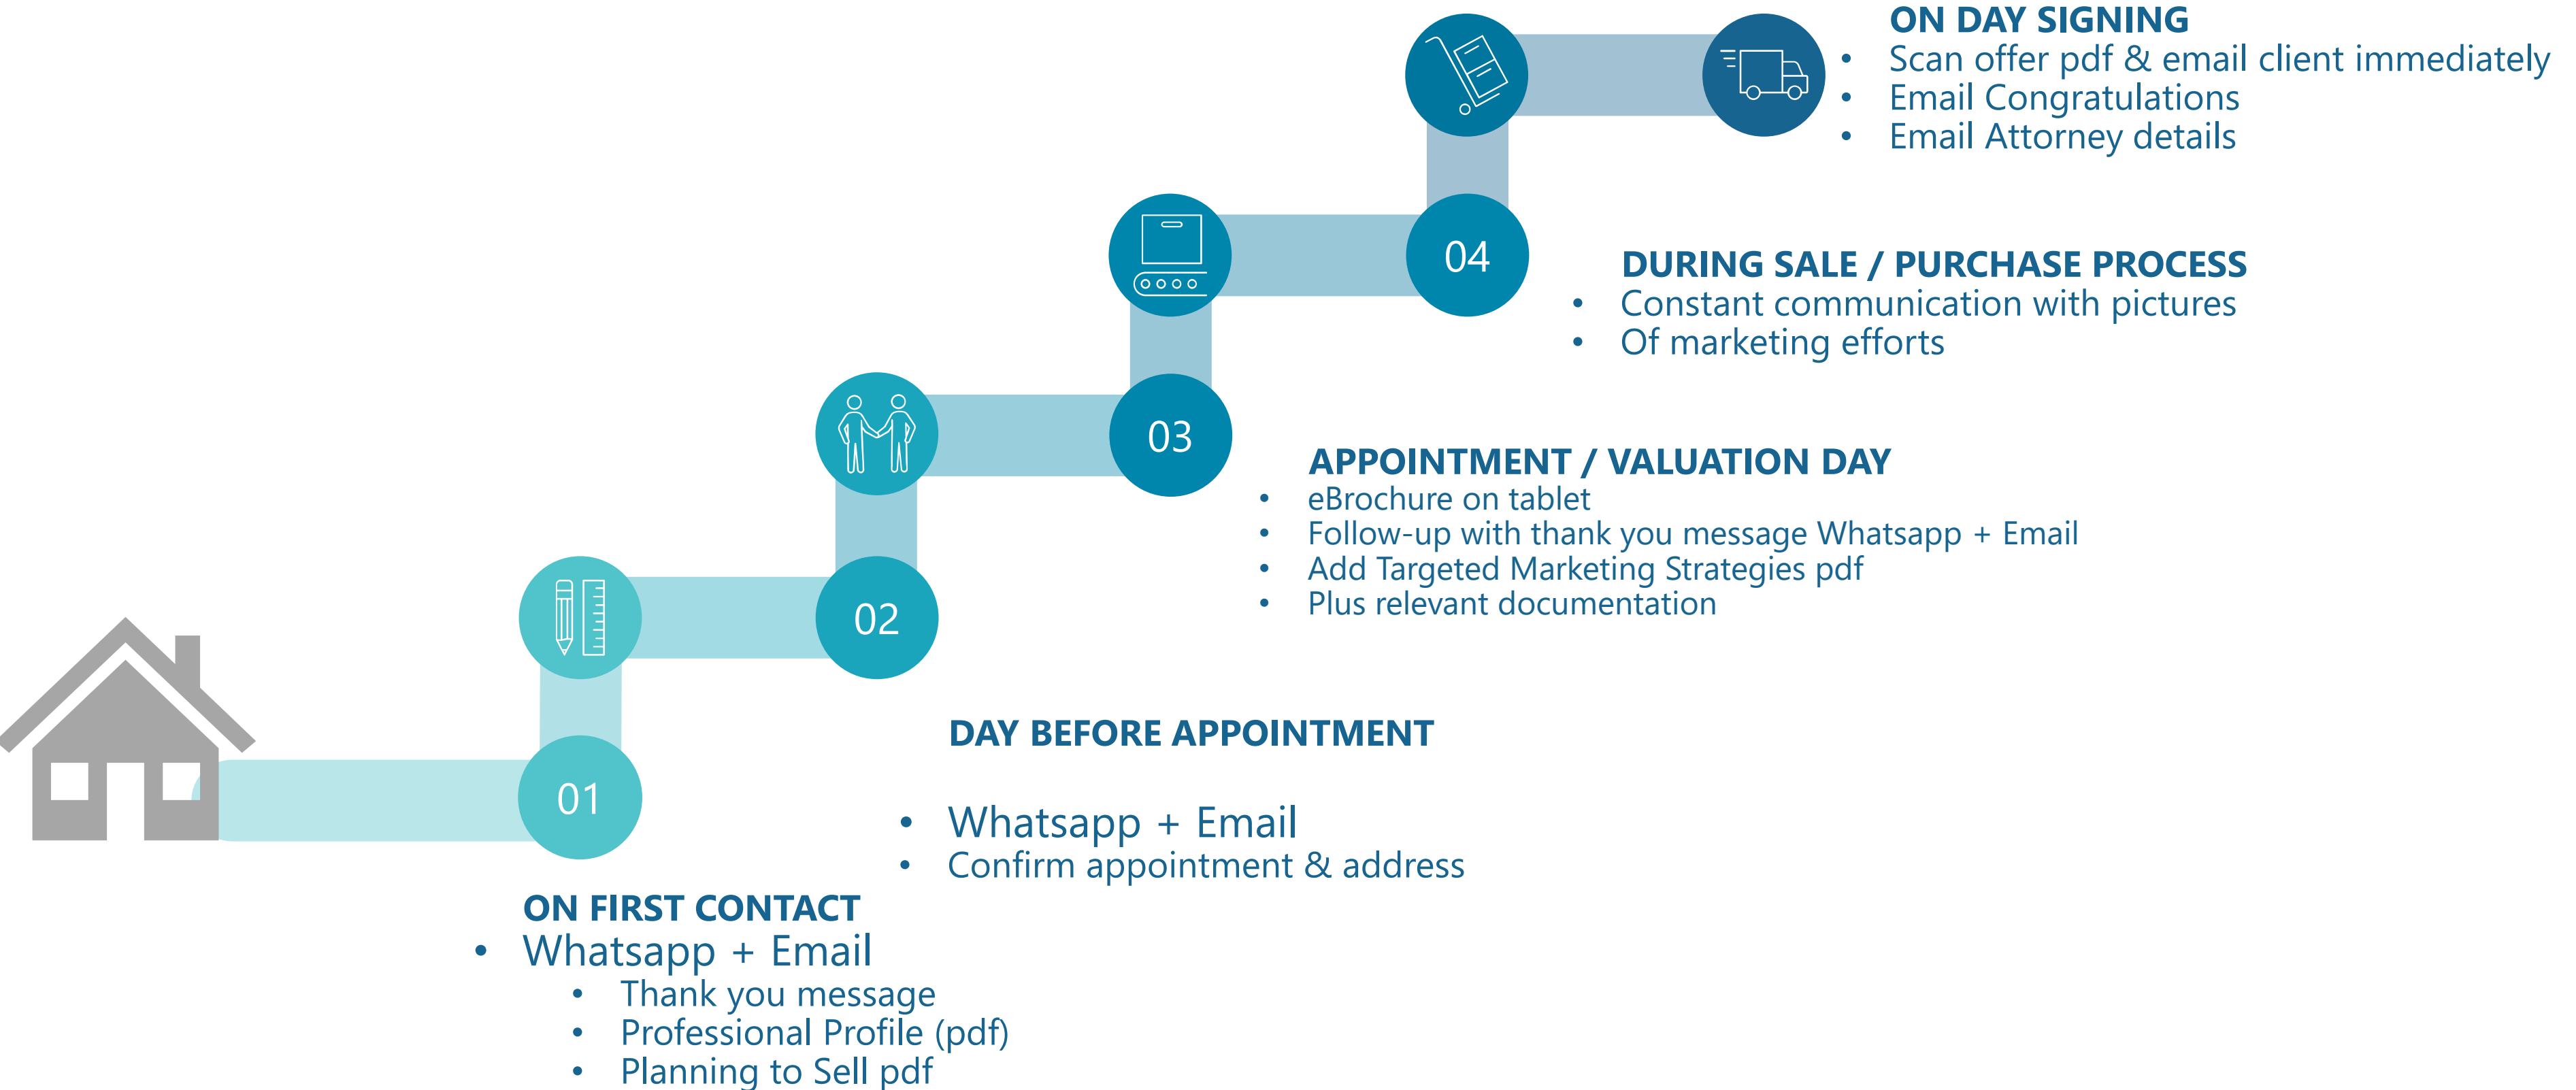 ON DAY SIGNING
• Scan offer pdf & email client immediately
• Email Congratulations
• Email Attorney details
04
DURING SALE / PURCHASE PROCESS
• Constant communication with pictures
• Of marketing efforts
03
APPOINTMENT / VALUATION DAY
• eBrochure on tablet
• Follow-up with thank you message Whatsapp + Email
• Add Targeted Marketing Strategies pdf
• Plus relevant documentation
02
DAY BEFORE APPOINTMENT
• Whatsapp + Email
• Confirm appointment & address
01
ON FIRST CONTACT
• Whatsapp + Email
• Thank you message
• Professional Profile (pdf)
• Planning to Sell pdf